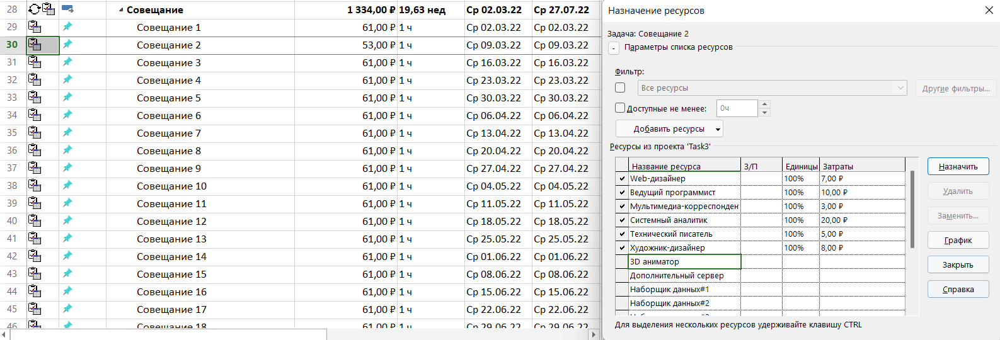 28 Совещание 1 334,00 ₽ 19,63 нед Ср 02.03.22 Ср 27.07.22
29 Совещание 1 61,00 ₽ 1 ч Ср 02.03.22 Ср 02.03.22
30 Совещание 2 53,00 ₽ 1 ч Ср 09.03.22 Ср 09.03.22
31 Совещание 3 61,00 ₽ 1 ч Ср 16.03.22 Ср 16.03.22
32 Совещание 4 61,00 ₽ 1 ч Ср 23.03.22 Ср 23.03.22
33 Совещание 5 61,00 ₽ 1 ч Ср 30.03.22 Ср 30.03.22
34 Совещание 6 61,00 ₽ 1 ч Ср 06.04.22 Ср 06.04.22
35 Совещание 7 61,00 ₽ 1 ч Ср 13.04.22 Ср 13.04.22
36 Совещание 8 61,00 ₽ 1 ч Ср 20.04.22 Ср 20.04.22
37 Совещание 9 61,00 ₽ 1 ч Ср 27.04.22 Ср 27.04.22
38 Совещание 10 61,00 ₽ 1 ч Ср 04.05.22 Ср 04.05.22
39 Совещание 11 61,00 ₽ 1 ч Ср 11.05.22 Ср 11.05.22
40 Совещание 12 61,00 ₽ 1 ч Ср 18.05.22 Ср 18.05.22
41 Совещание 13 61,00 ₽ 1 ч Ср 25.05.22 Ср 25.05.22
42 Совещание 14 61,00 ₽ 1 ч Ср 01.06.22 Ср 01.06.22
43 Совещание 15 61,00 ₽ 1 ч Ср 08.06.22 Ср 08.06.22
44 Совещание 16 61,00 ₽ 1 ч Ср 15.06.22 Ср 15.06.22
45 Совещание 17 61,00 ₽ 1 ч Ср 22.06.22 Ср 22.06.22
46 Совещание 18 61,00 ₽ 1 ч Ср 29.06.22 Ср 29.06.22
Назначение ресурсов
Задача: Совещание 2
- Параметры списка ресурсов
Фильтр:
Все ресурсы Другие фильтры...
Доступные не менее: 0ч
Добавить ресурсы
Ресурсы из проекта 'Task3'
Название ресурса З/П Единицы Затраты
Web-дизайнер 100% 7,00 ₽
Ведущий программист 100% 10,00 ₽
Мультимедиа-корреспондент 100% 3,00 ₽
Системный аналитик 100% 20,00 ₽
Технический писатель 100% 5,00 ₽
Художник-дизайнер 100% 8,00 ₽
3D аниматор
Дополнительный сервер
Наборщик данных#1
Наборщик данных#2
Назначить
Удалить
Заменить...
График
Закрыть
Справка
Для выделения нескольких ресурсов удерживайте клавишу CTRL